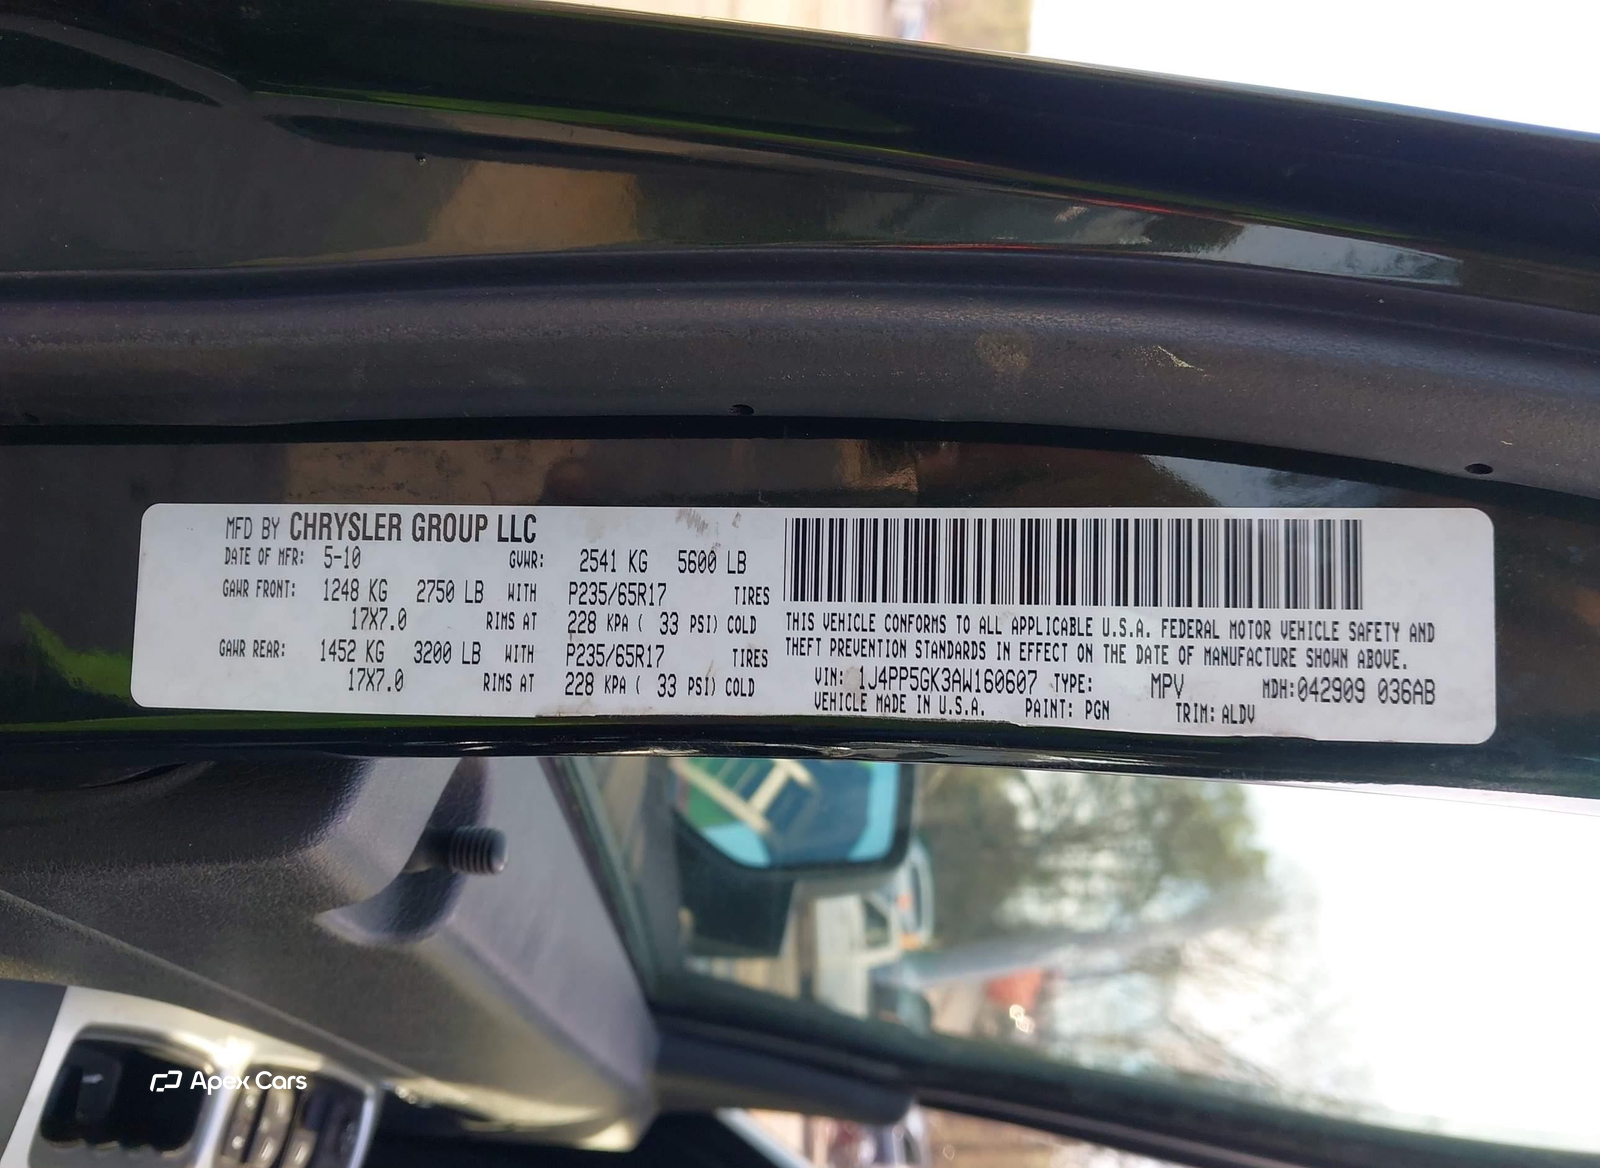 MFD BY CHRYSLER GROUP LLC
DATE OF MFR: 5-10 GVWR: 2541 KG 5600 LB
GAWR FRONT: 1248 KG 2750 LB WITH P235/65R17 TIRES
17X7.0 RIMS AT 228 KPA ( 33 PSI) COLD
GAWR REAR: 1452 KG 3200 LB WITH P235/65R17 TIRES
17X7.0 RIMS AT 228 KPA ( 33 PSI) COLD
THIS VEHICLE CONFORMS TO ALL APPLICABLE U.S.A. FEDERAL MOTOR VEHICLE SAFETY AND
THEFT PREVENTION STANDARDS IN EFFECT ON THE DATE OF MANUFACTURE SHOWN ABOVE.
VIN: 1J4PP5GK3AW160607 TYPE: MPV MDH:042909 036AB
VEHICLE MADE IN U.S.A. PAINT: PGN TRIM: ALDV
Apex Cars